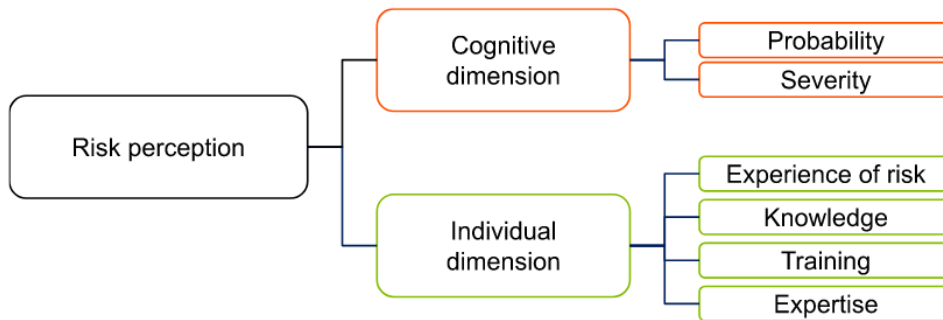 Risk perception
Cognitive
dimension
Probability
Severity
Individual
dimension
Experience of risk
Knowledge
Training
Expertise